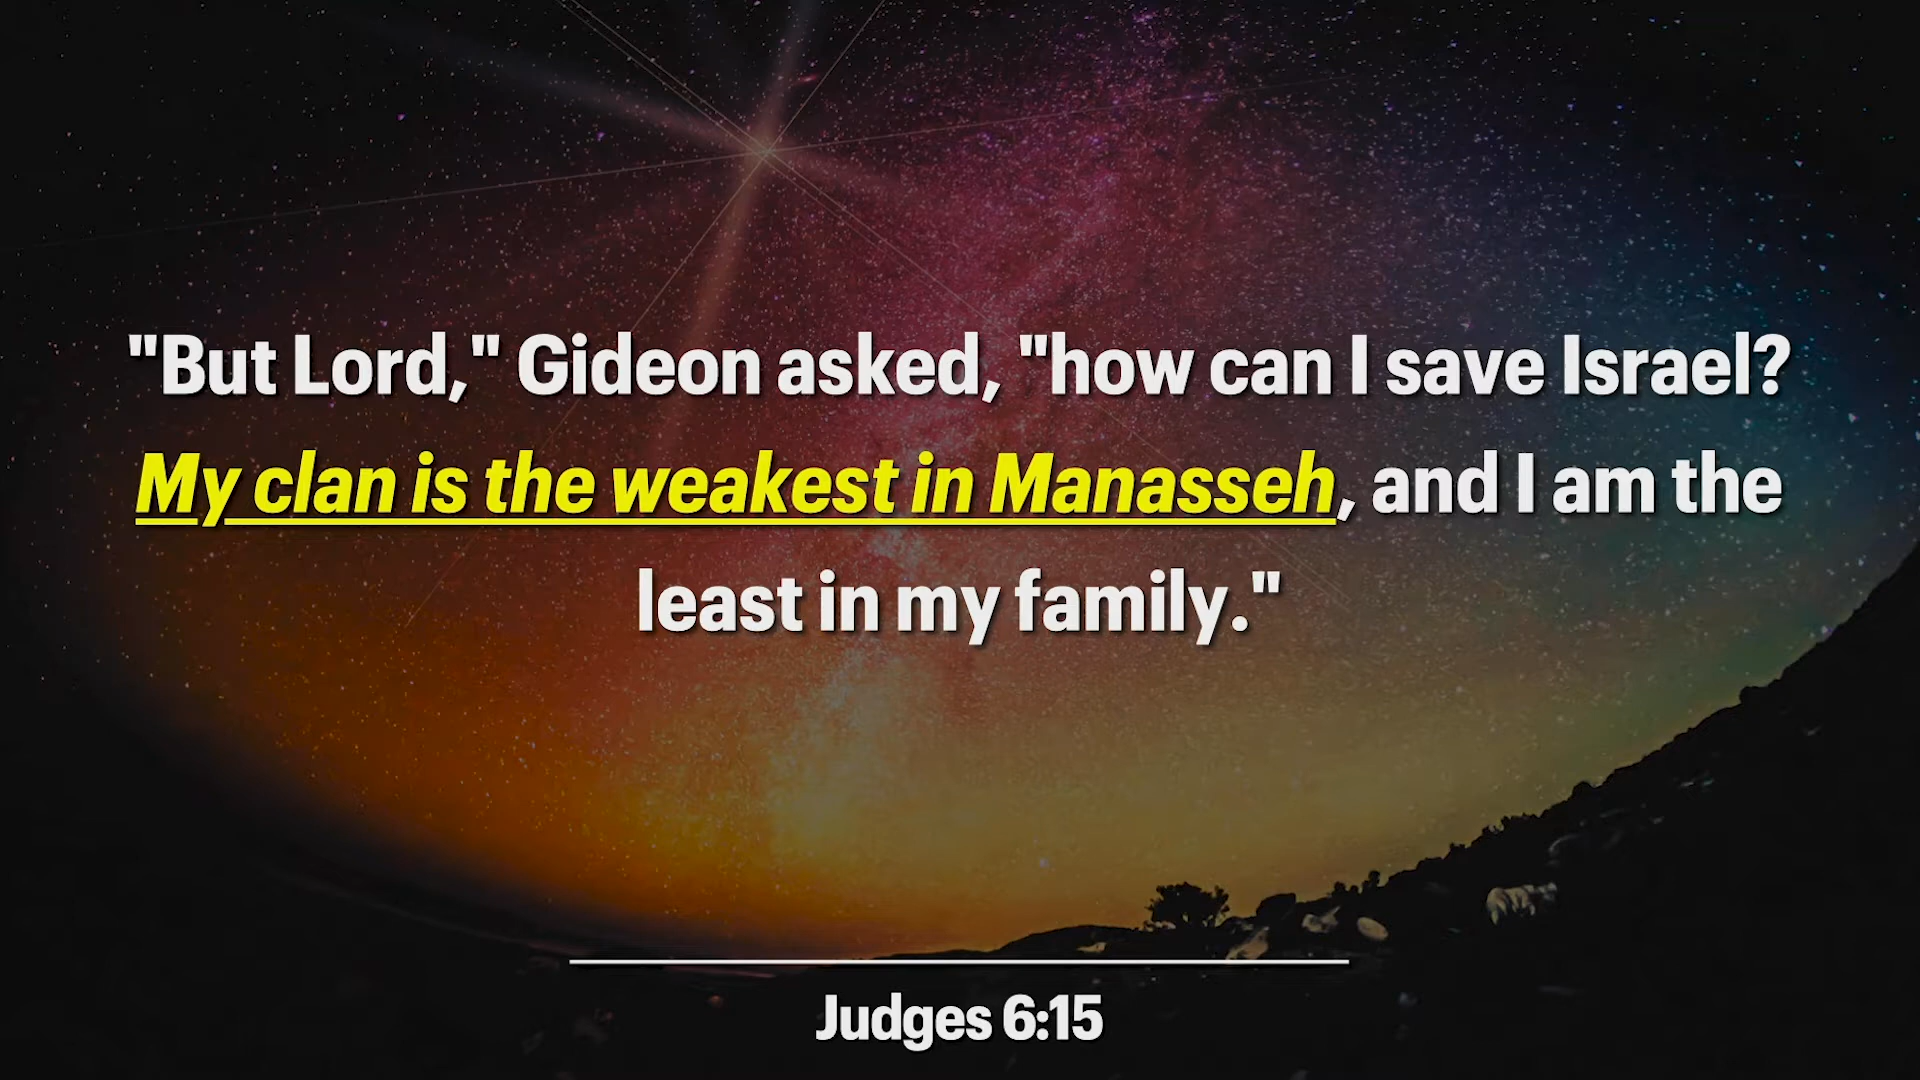 "But Lord," Gideon asked, "how can I save Israel?
My clan is the weakest in Manasseh, and I am the
least in my family."
Judges 6:15